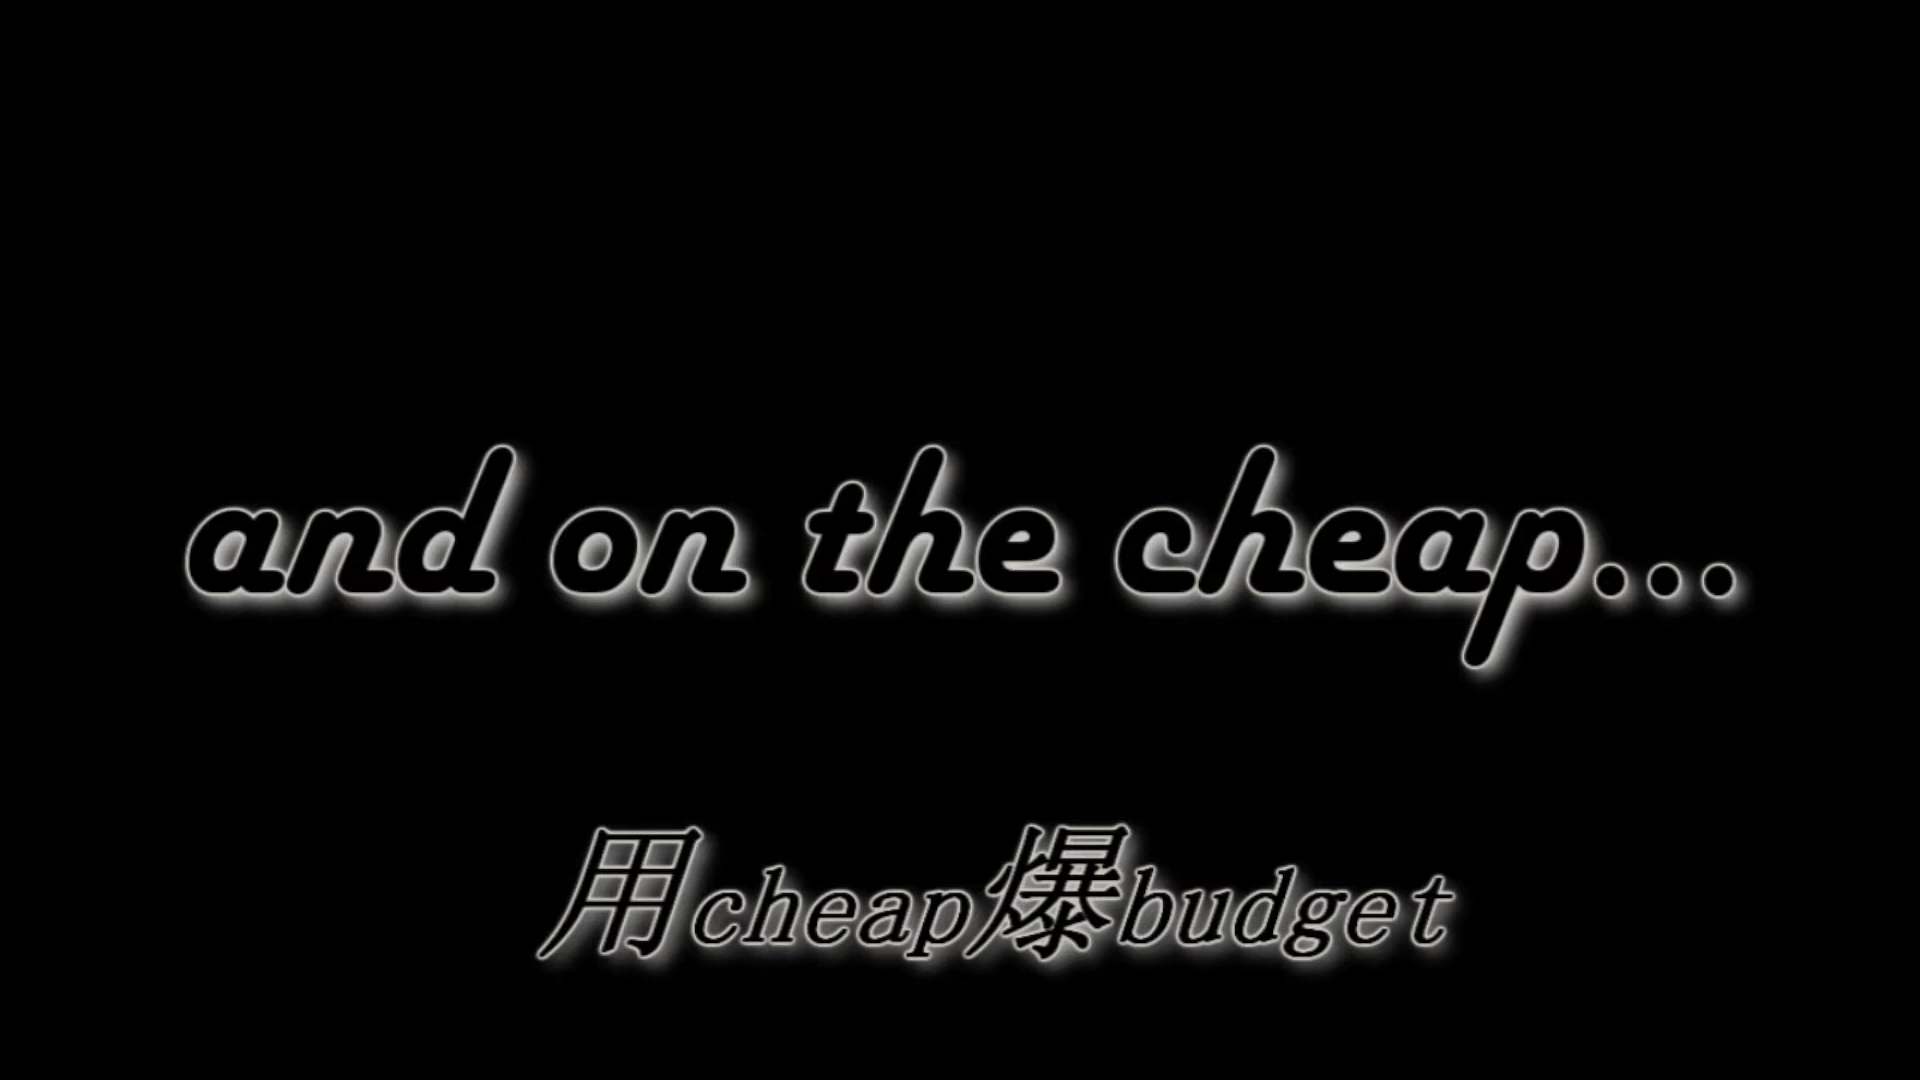 and on the cheap...
用cheap爆budget